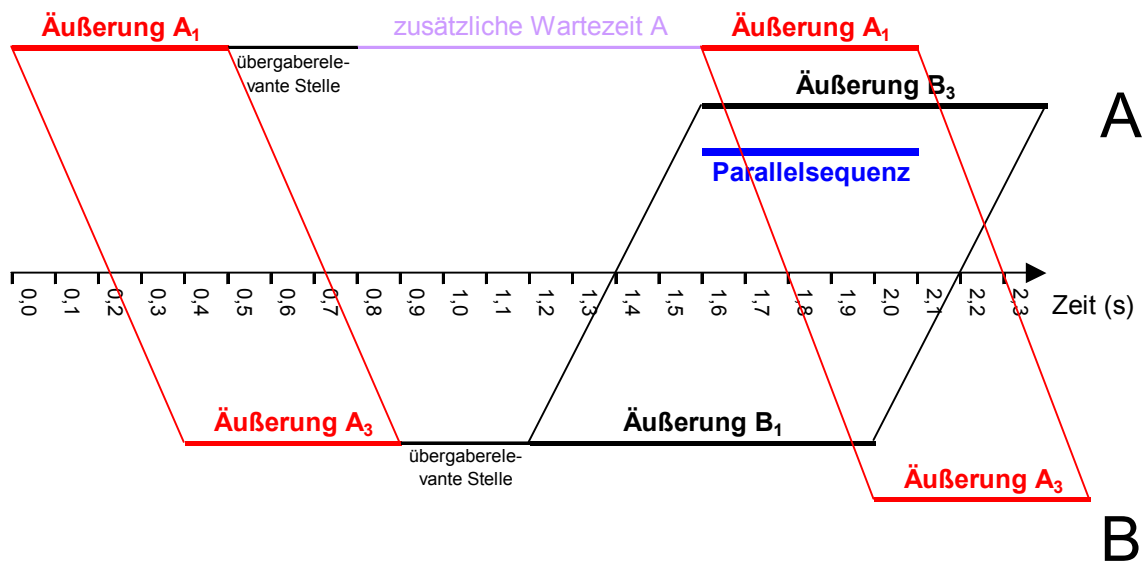 Äußerung A₁
zusätzliche Wartezeit A
Äußerung A₁
übergaberele-
vante Stelle
Äußerung B₃
A
Parallelsequenz
0,0
0,1
0,2
0,3
0,4
0,5
0,6
0,7
0,8
0,9
1,0
1,1
1,2
1,3
1,4
1,5
1,6
1,7
1,8
1,9
2,0
2,1
2,2
2,3
Zeit (s)
Äußerung A₃
Äußerung B₁
übergaberele-
vante Stelle
Äußerung A₃
B